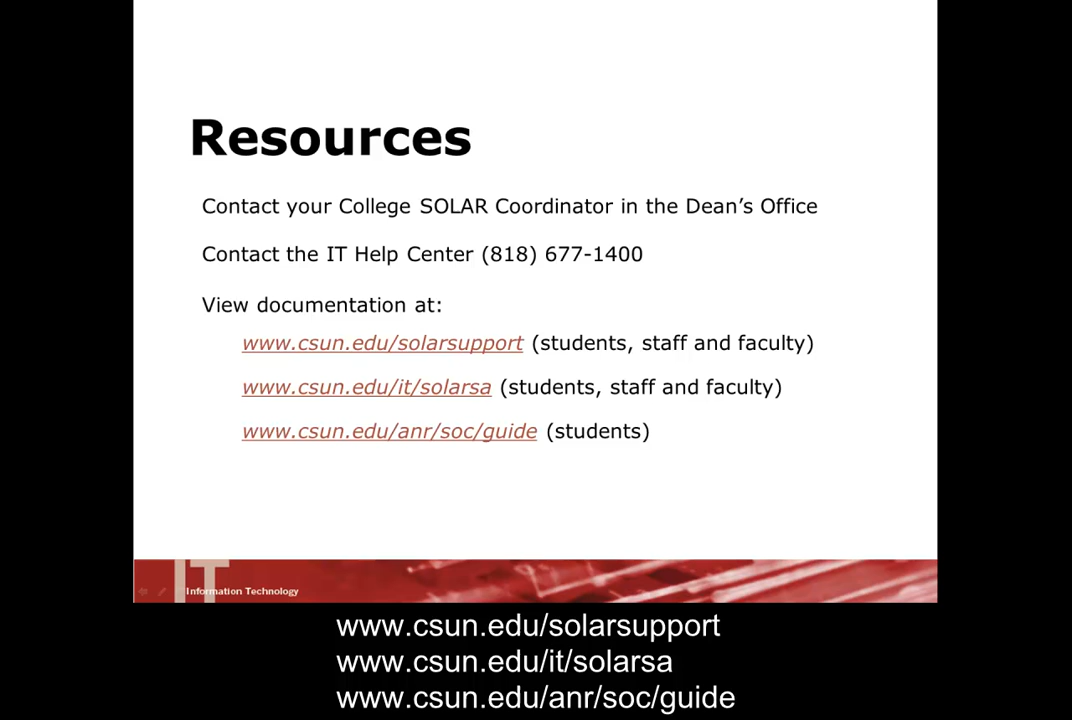 Resources
Contact your College SOLAR Coordinator in the Dean’s Office
Contact the IT Help Center (818) 677-1400
View documentation at:
www.csun.edu/solarsupport (students, staff and faculty)
www.csun.edu/it/solarsa (students, staff and faculty)
www.csun.edu/anr/soc/guide (students)
IT
Information Technology
www.csun.edu/solarsupport
www.csun.edu/it/solarsa
www.csun.edu/anr/soc/guide